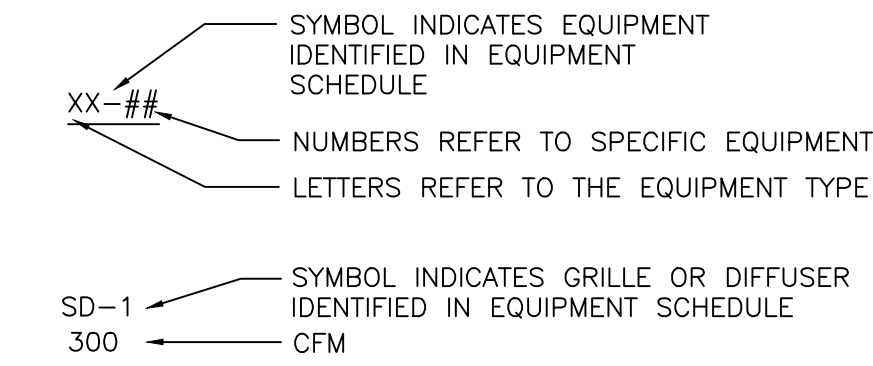 SYMBOL INDICATES EQUIPMENT
IDENTIFIED IN EQUIPMENT
SCHEDULE
XX-##
NUMBERS REFER TO SPECIFIC EQUIPMENT
LETTERS REFER TO THE EQUIPMENT TYPE
SYMBOL INDICATES GRILLE OR DIFFUSER
SD-1
IDENTIFIED IN EQUIPMENT SCHEDULE
300
CFM